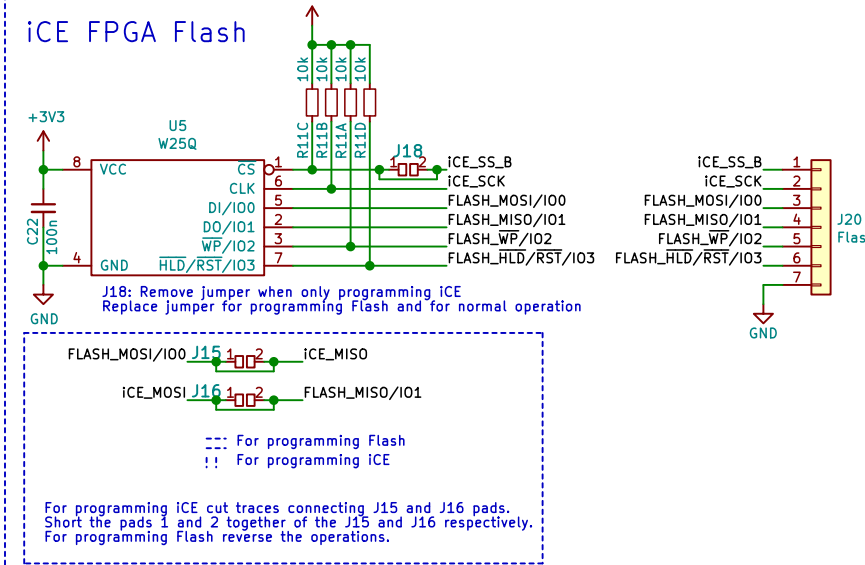 iCE FPGA Flash
+3V3
U5
W25Q
10k
10k
10k
10k
R11C
R11B
R11A
R11D
J18
1 2
8 VCC
4 GND
C22
100n
GND
CS 1
CLK 6
DI/IO0 5
DO/IO1 2
WP/IO2 3
HLD/RST/IO3 7
iCE_SS_B
iCE_SCK
FLASH_MOSI/IO0
FLASH_MISO/IO1
FLASH_WP/IO2
FLASH_HLD/RST/IO3
iCE_SS_B 1
iCE_SCK 2
FLASH_MOSI/IO0 3
FLASH_MISO/IO1 4
FLASH_WP/IO2 5
FLASH_HLD/RST/IO3 6
7
J20
Flas
GND
J18: Remove jumper when only programming iCE
Replace jumper for programming Flash and for normal operation
FLASH_MOSI/IO0 J15 1 2 iCE_MISO
iCE_MOSI J16 1 2 FLASH_MISO/IO1
For programming Flash
For programming iCE
For programming iCE cut traces connecting J15 and J16 pads.
Short the pads 1 and 2 together of the J15 and J16 respectively.
For programming Flash reverse the operations.